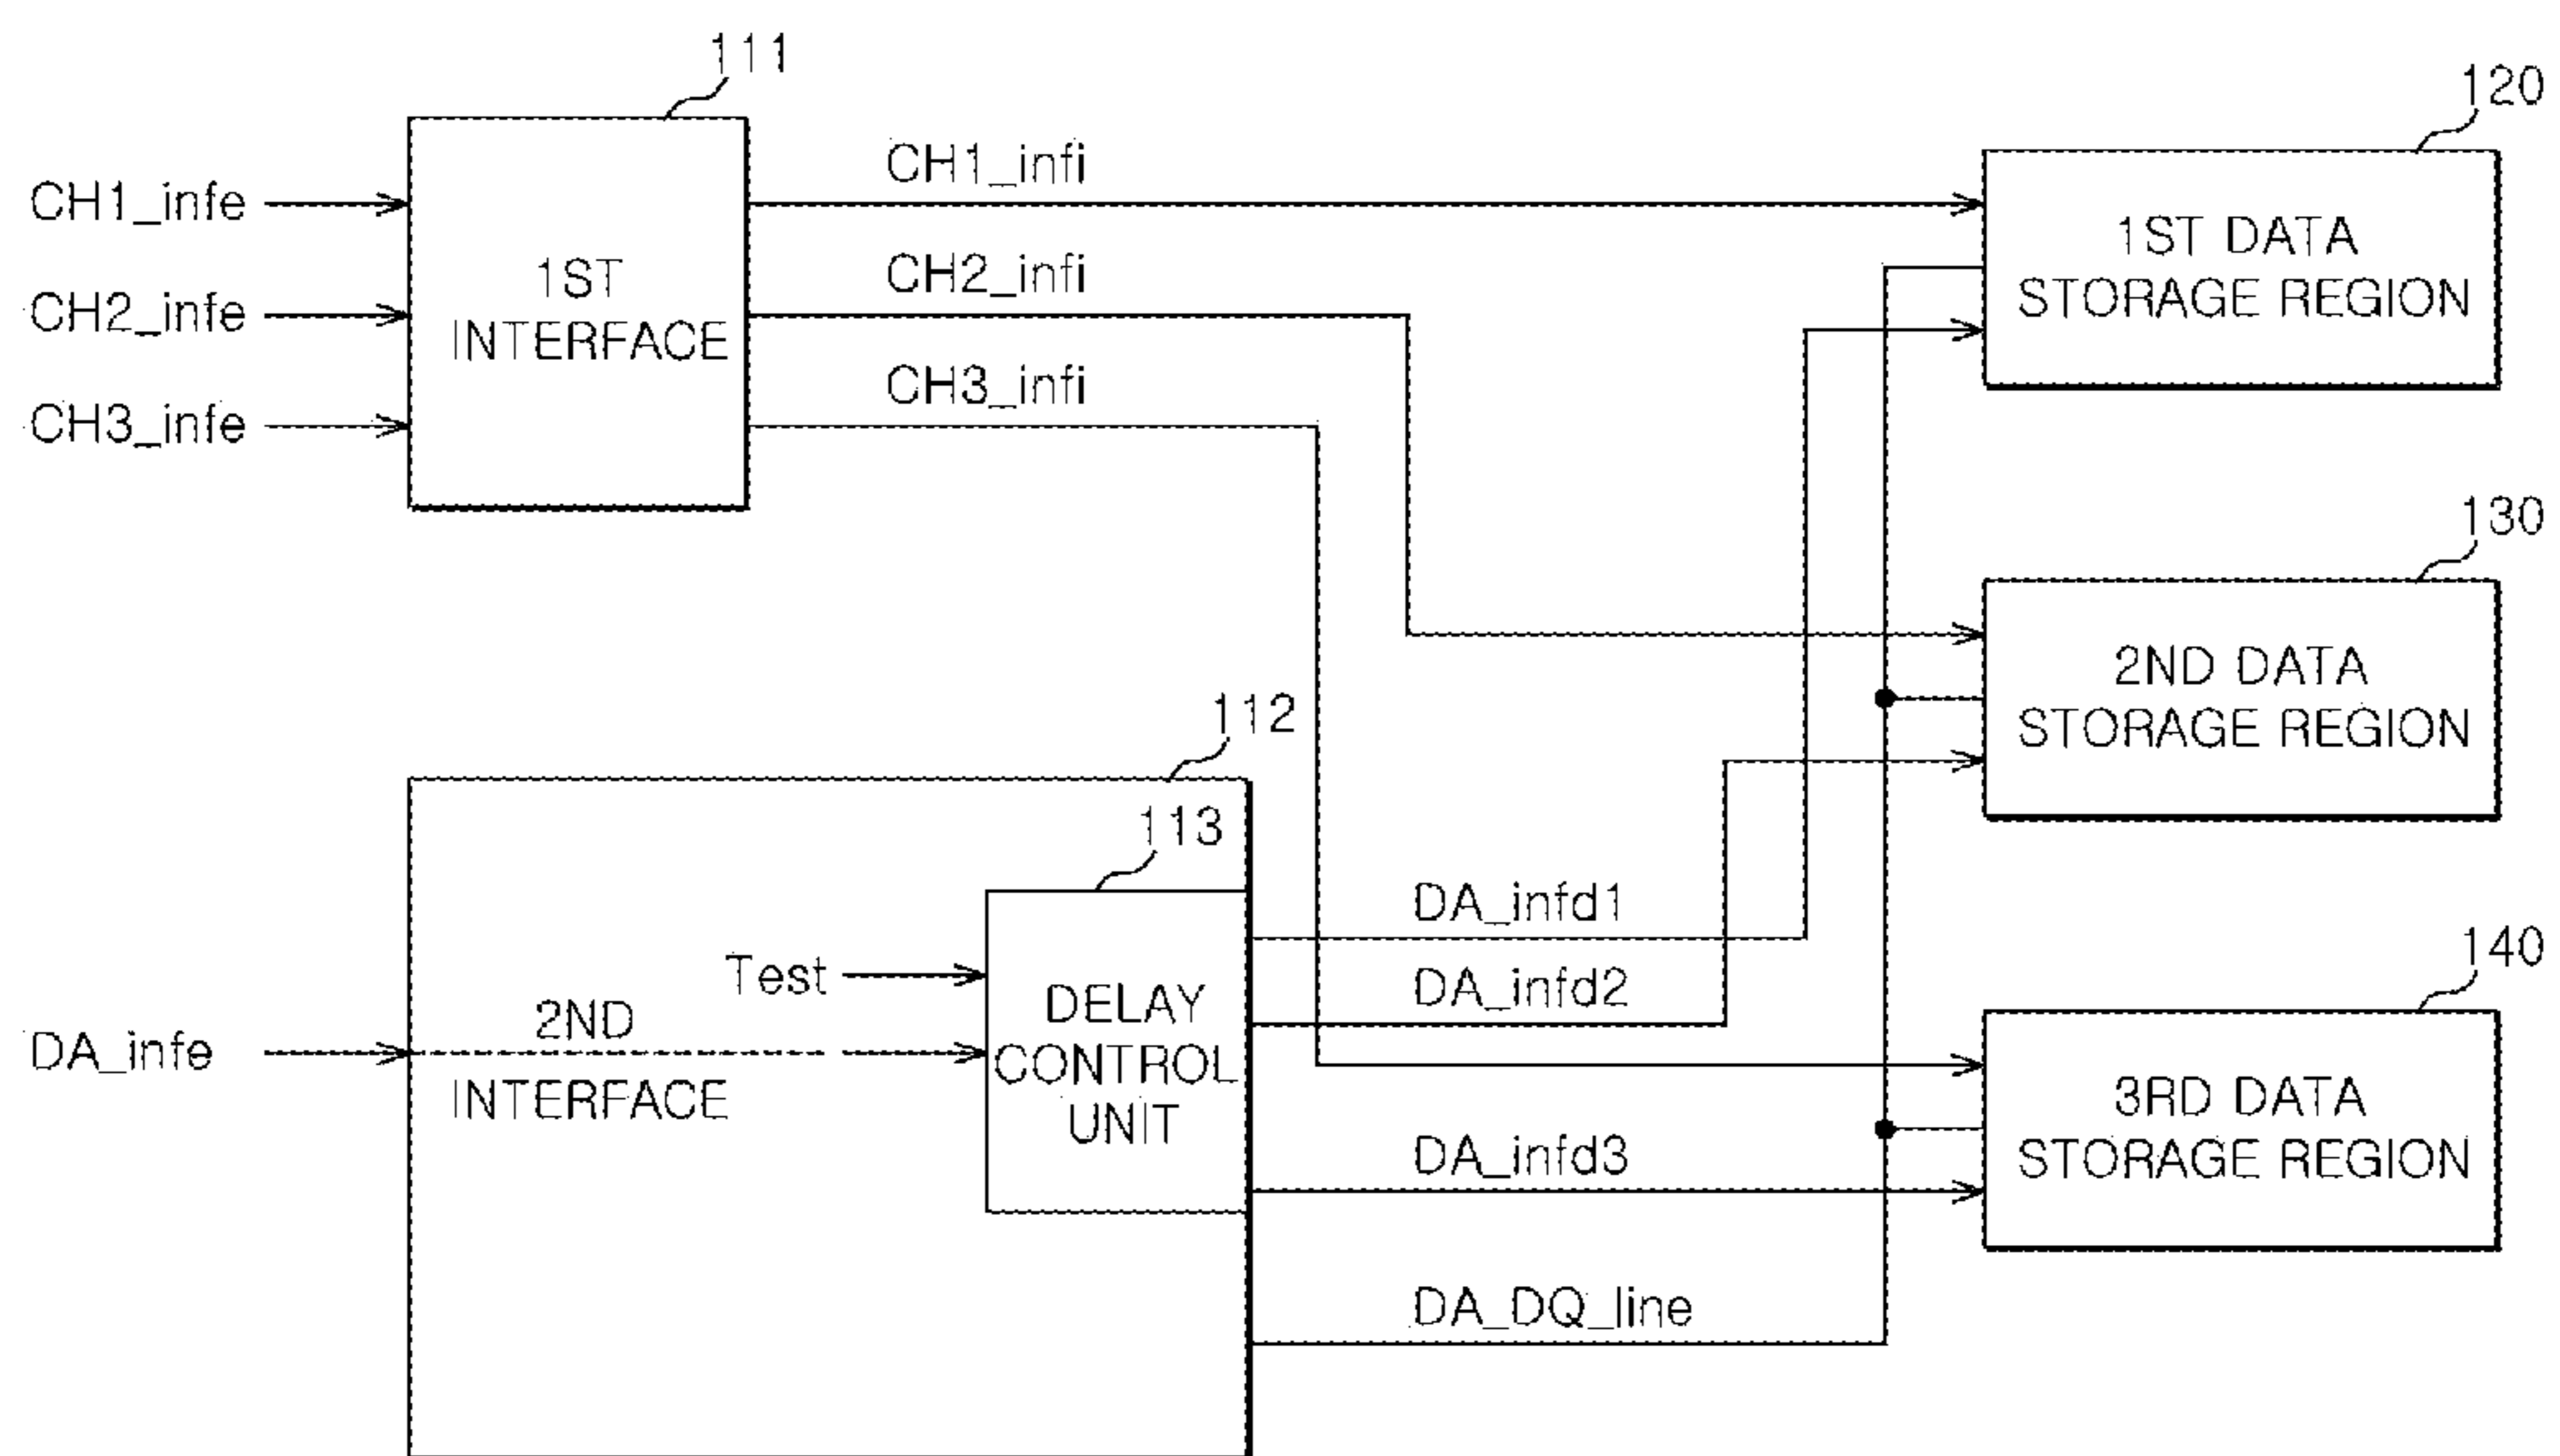 111
120
CH1_infe
CH1_infi
1ST DATA
STORAGE REGION
CH2_infe
1ST
INTERFACE
CH2_infi
CH3_infe
CH3_infi
130
2ND DATA
STORAGE REGION
112
113
DA_infd1
Test
DA_infd2
140
DA_infe
2ND
INTERFACE
DELAY
CONTROL
UNIT
3RD DATA
STORAGE REGION
DA_infd3
DA_DQ_line